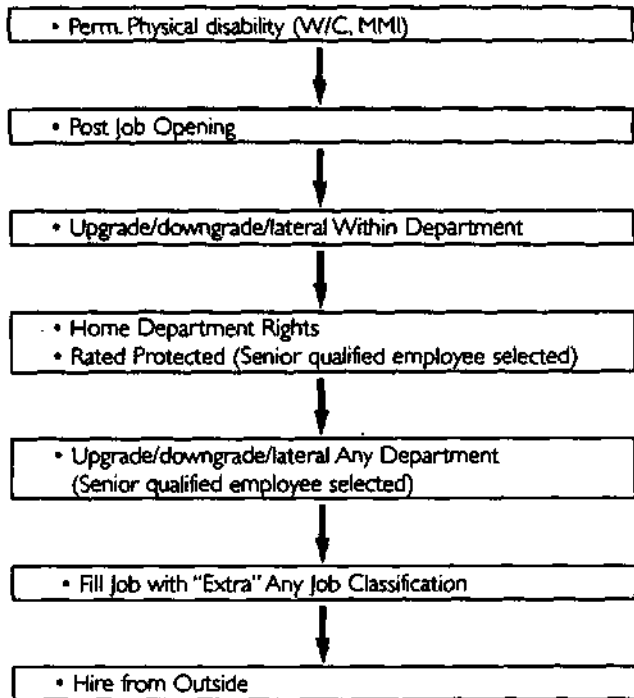 • Perm. Physical disability (W/C, MMI)
• Post Job Opening
• Upgrade/downgrade/lateral Within Department
• Home Department Rights
• Rated Protected (Senior qualified employee selected)
• Upgrade/downgrade/lateral Any Department
(Senior qualified employee selected)
• Fill Job with "Extra" Any Job Classification
• Hire from Outside